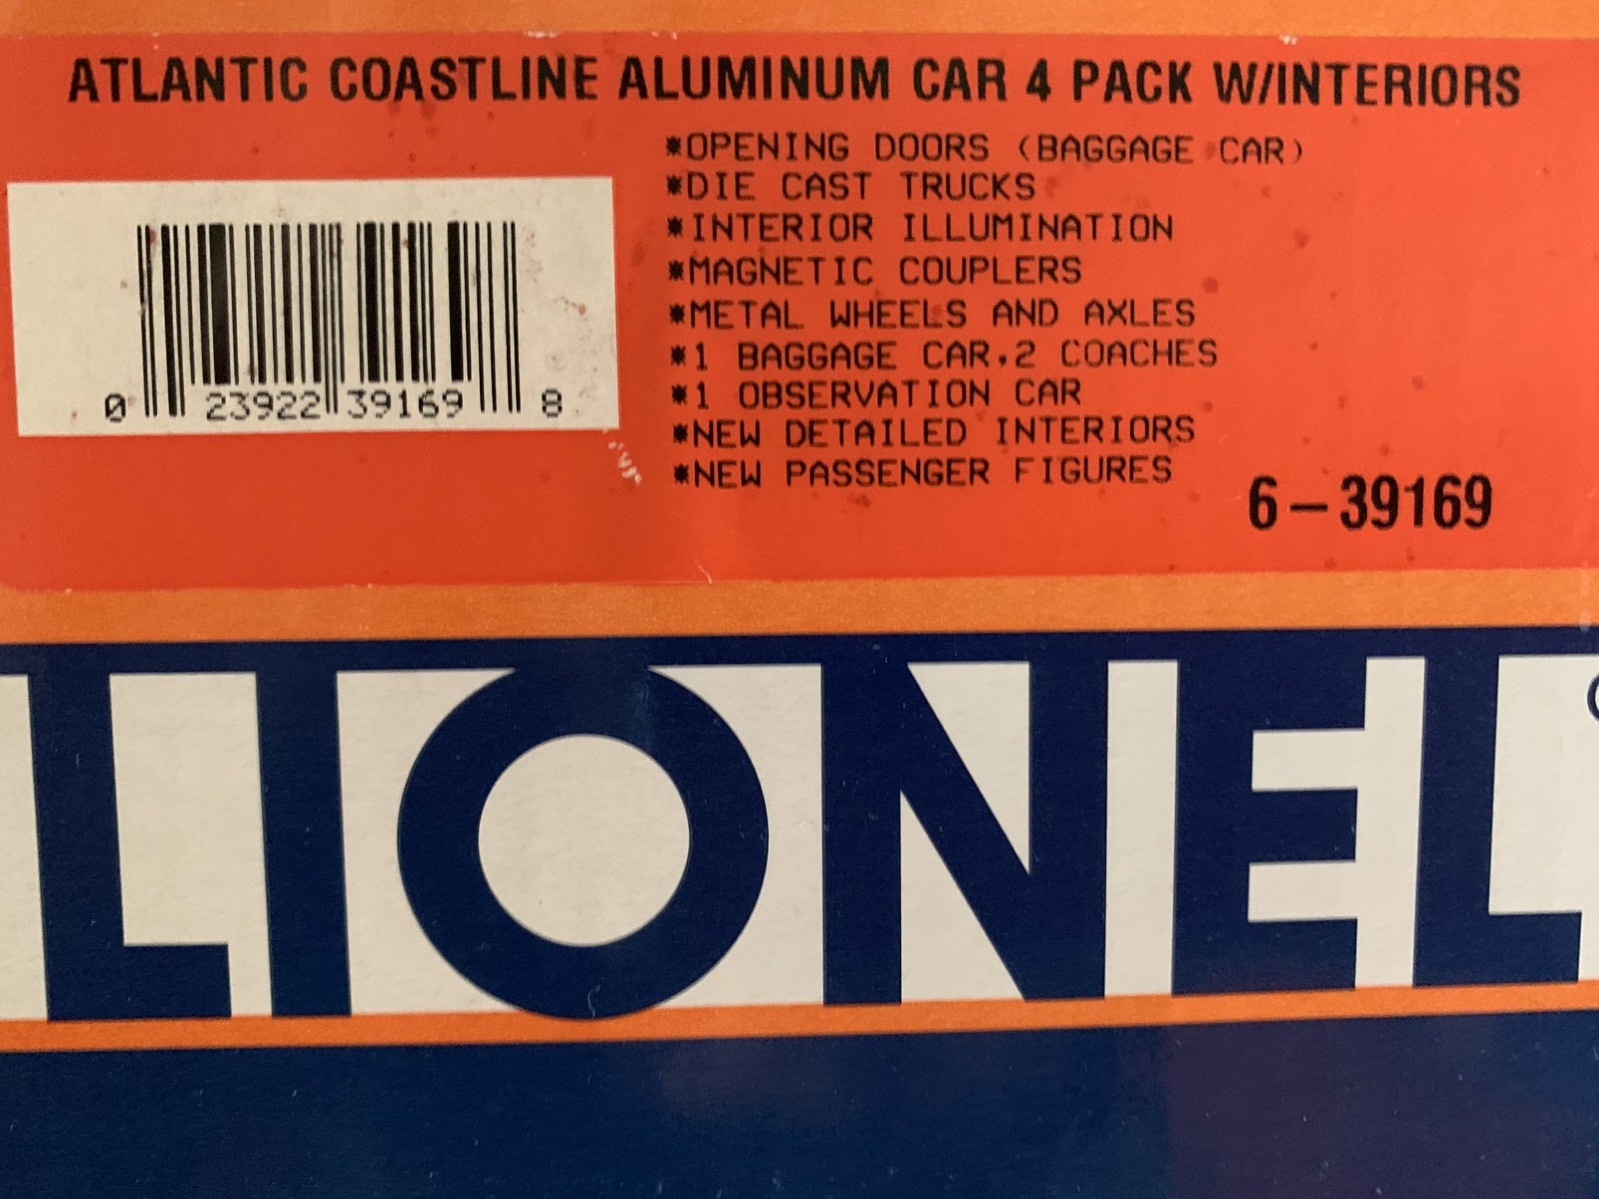 ATLANTIC COASTLINE ALUMINUM CAR 4 PACK W/INTERIORS
*OPENING DOORS (BAGGAGE CAR)
*DIE CAST TRUCKS
*INTERIOR ILLUMINATION
*MAGNETIC COUPLERS
*METAL WHEELS AND AXLES
*1 BAGGAGE CAR,2 COACHES
*1 OBSERVATION CAR
*NEW DETAILED INTERIORS
*NEW PASSENGER FIGURES
0 23922 39169 8
6-39169
LIONEL